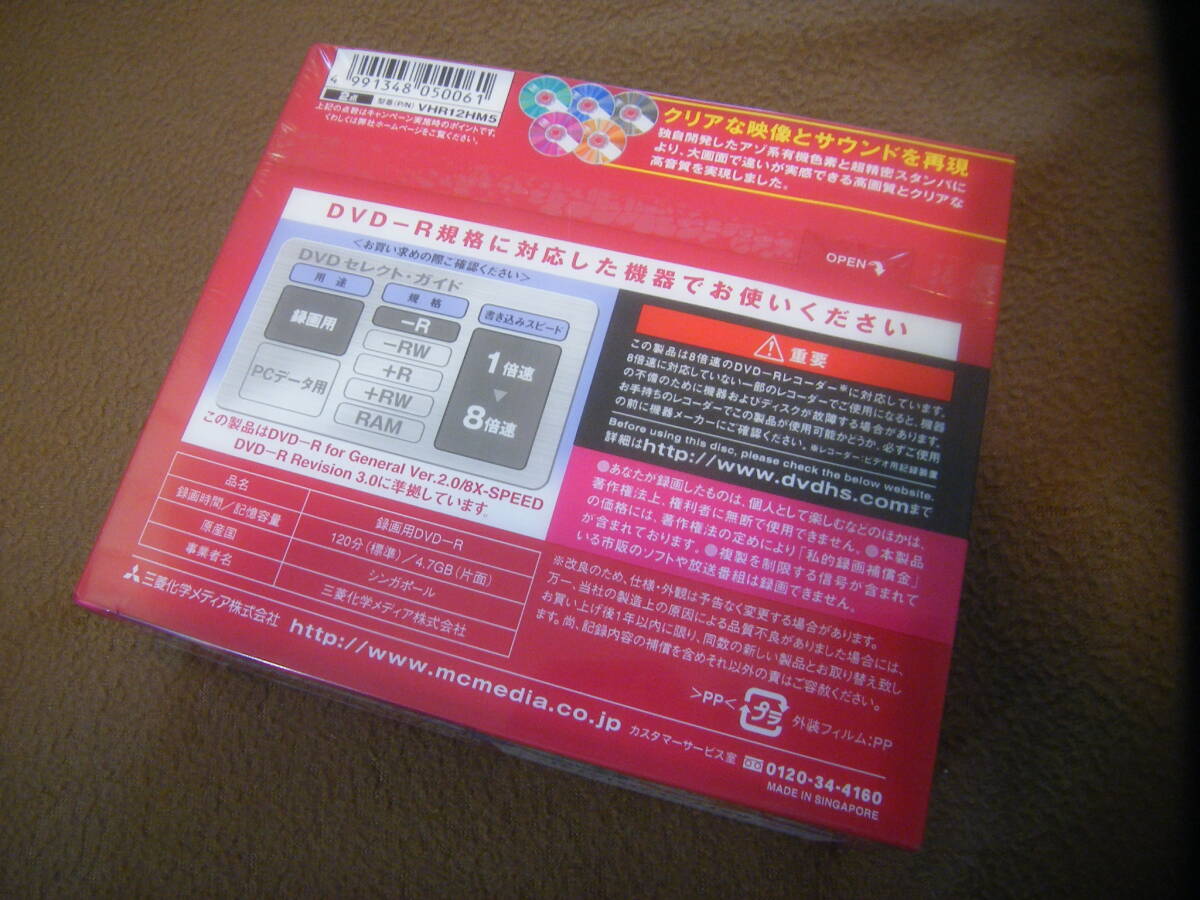 4 991348 050061
2点 型番(P/N) VHR12HM5
上記の点数はキャンペーン実施時のポイントです。
くわしくは弊社ホームページをご覧ください。
クリアな映像とサウンドを再現
独自開発したアゾ系有機色素と超精密スタンパに
より、大画面で違いが実感できる高画質とクリアな
高音質を実現しました。
OPEN
DVD-R規格に対応した機器でお使いください
<お買い求めの際ご確認ください>
DVDセレクト・ガイド
用途
規格
書き込みスピード
録画用
PCデータ用
-R
-RW
+R
+RW
RAM
1倍速
▼
8倍速
この製品はDVD-R for General Ver.2.0/8X-SPEED
DVD-R Revision 3.0に準拠しています。
重要
この製品は8倍速のDVD-Rレコーダー※に対応しています。
8倍速に対応していない一部のレコーダーでご使用になると、機器
の不備のために機器およびディスクが故障する場合があります。
お手持ちのレコーダーでこの製品が使用可能かどうか、必ずご使用
の前に機器メーカーにご確認ください。※レコーダー:ビデオ用記録装置
Before using this disc, please check the below website.
詳細はhttp://www.dvdhs.comまで
●あなたが録画したものは、個人として楽しむなどのほかは、
著作権法上、権利者に無断で使用できません。●本製品
の価格には、著作権法の定めにより「私的録画補償金」
が含まれております。●複製を制限する信号が含まれて
いる市販のソフトや放送番組は録画できません。
品名 録画用DVD-R
録画時間/記憶容量 120分(標準)/4.7GB(片面)
原産国 シンガポール
事業者名 三菱化学メディア株式会社
※改良のため、仕様・外観は予告なく変更する場合があります。
万一、当社の製造上の原因による品質不良がありました場合には、
お買い上げ後1年以内に限り、同数の新しい製品とお取り替え致し
ます。尚、記録内容の補償を含めそれ以外の責はご容赦ください。
三菱化学メディア株式会社 http://www.mcmedia.co.jp
>PP< プラ 外装フィルム:PP
カスタマーサービス室 0120-34-4160
MADE IN SINGAPORE